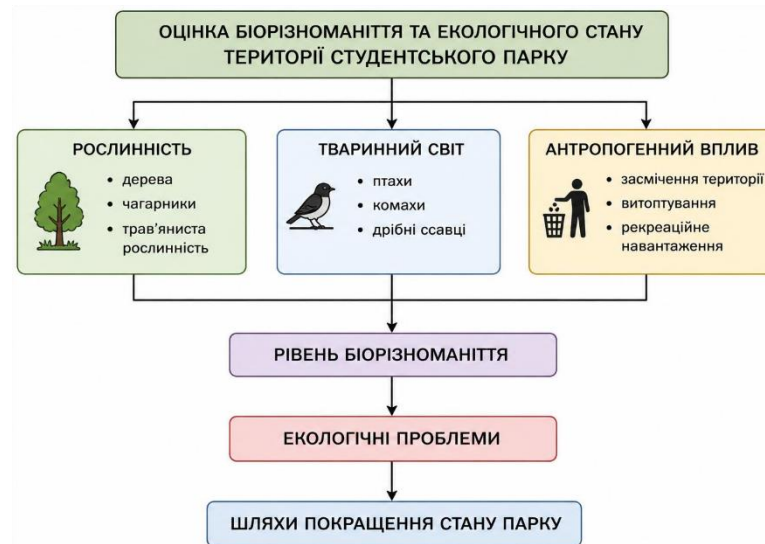 ОЦІНКА БІОРІЗНОМАНІТТЯ ТА ЕКОЛОГІЧНОГО СТАНУ
ТЕРИТОРІЇ СТУДЕНТСЬКОГО ПАРКУ
РОСЛИННІСТЬ
• дерева
• чагарники
• трав'яниста
рослинність
ТВАРИННИЙ СВІТ
• птахи
• комахи
• дрібні ссавці
АНТРОПОГЕННИЙ ВПЛИВ
• засмічення території
• витоптування
• рекреаційне
навантаження
РІВЕНЬ БІОРІЗНОМАНІТТЯ
ЕКОЛОГІЧНІ ПРОБЛЕМИ
ШЛЯХИ ПОКРАЩЕННЯ СТАНУ ПАРКУ